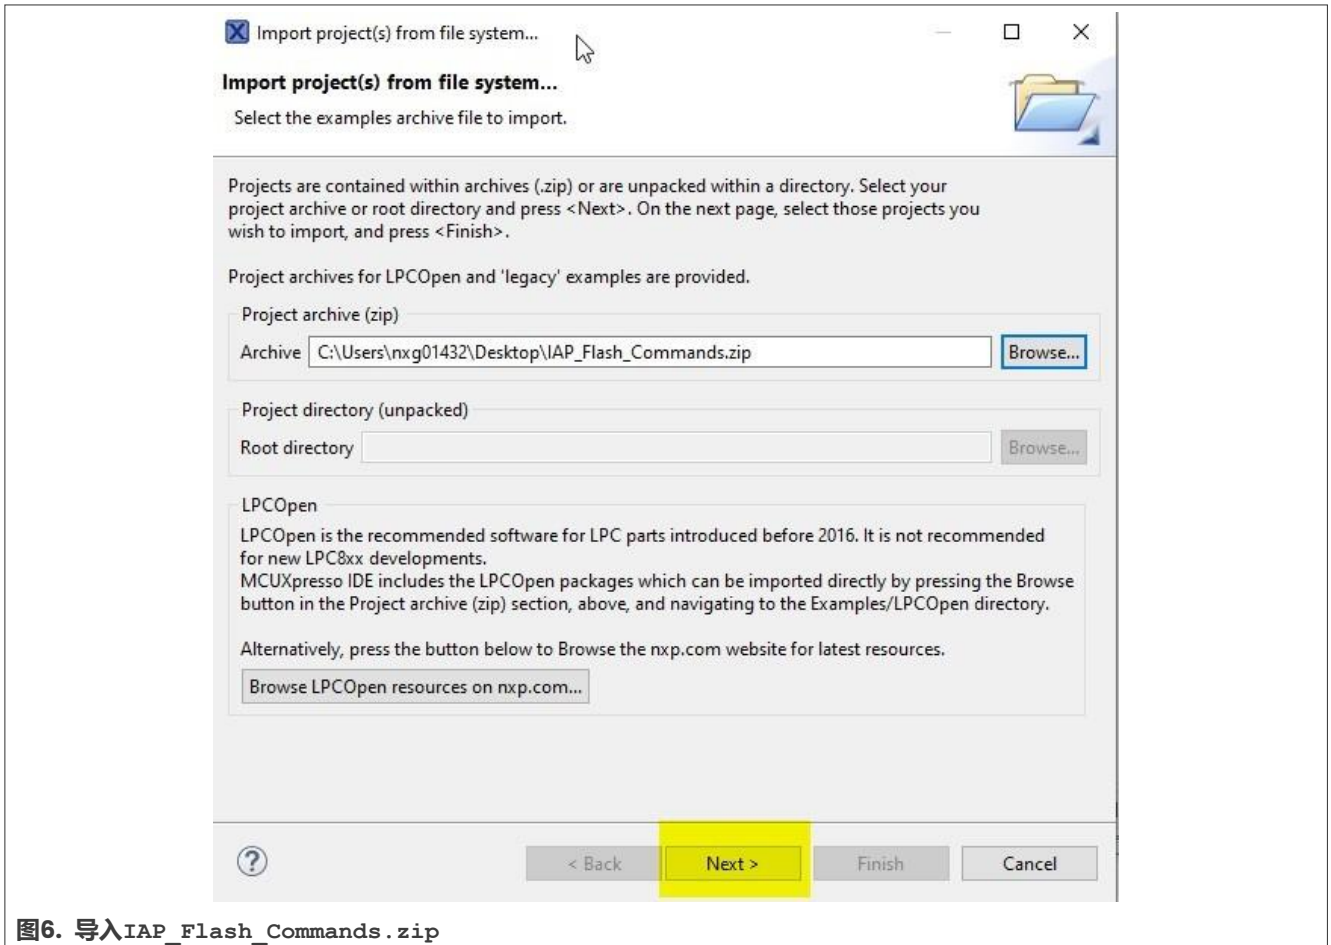 Import project(s) from file system...
Import project(s) from file system...
Select the examples archive file to import.
Projects are contained within archives (.zip) or are unpacked within a directory. Select your
project archive or root directory and press <Next>. On the next page, select those projects you
wish to import, and press <Finish>.
Project archives for LPCOpen and 'legacy' examples are provided.
Project archive (zip)
Archive C:\Users\nxg01432\Desktop\IAP_Flash_Commands.zip Browse...
Project directory (unpacked)
Root directory Browse...
LPCOpen
LPCOpen is the recommended software for LPC parts introduced before 2016. It is not recommended
for new LPC8xx developments.
MCUXpresso IDE includes the LPCOpen packages which can be imported directly by pressing the Browse
button in the Project archive (zip) section, above, and navigating to the Examples/LPCOpen directory.
Alternatively, press the button below to Browse the nxp.com website for latest resources.
Browse LPCOpen resources on nxp.com...
? < Back Next > Finish Cancel
图6. 导入IAP_Flash_Commands.zip